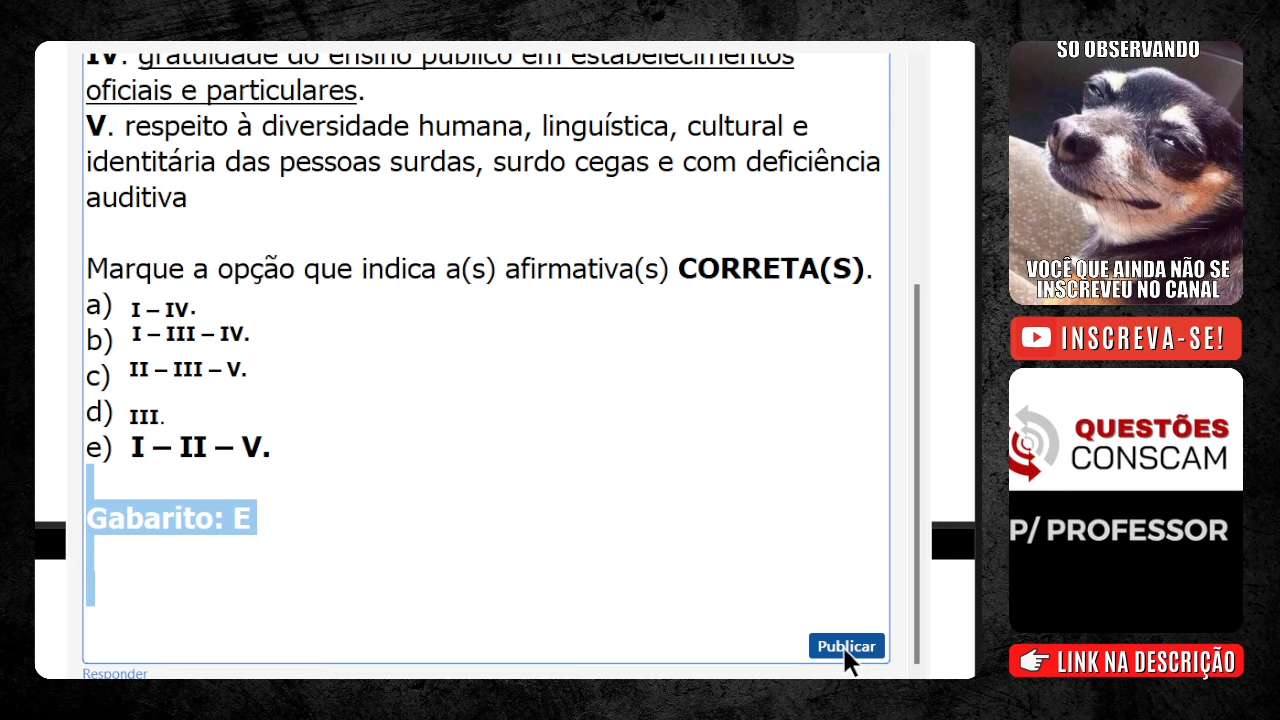 IV. gratuidade do ensino público em estabelecimentos
oficiais e particulares.
V. respeito à diversidade humana, linguística, cultural e
identitária das pessoas surdas, surdo cegas e com deficiência
auditiva
Marque a opção que indica a(s) afirmativa(s) CORRETA(S).
a) I – IV.
b) I – III – IV.
c) II – III – V.
d) III.
e) I – II – V.
Gabarito: E
Publicar
Responder
SO OBSERVANDO
VOCÊ QUE AINDA NÃO SE
INSCREVEU NO CANAL
INSCREVA-SE!
QUESTÕES
CONSCAM
P/ PROFESSOR
LINK NA DESCRIÇÃO